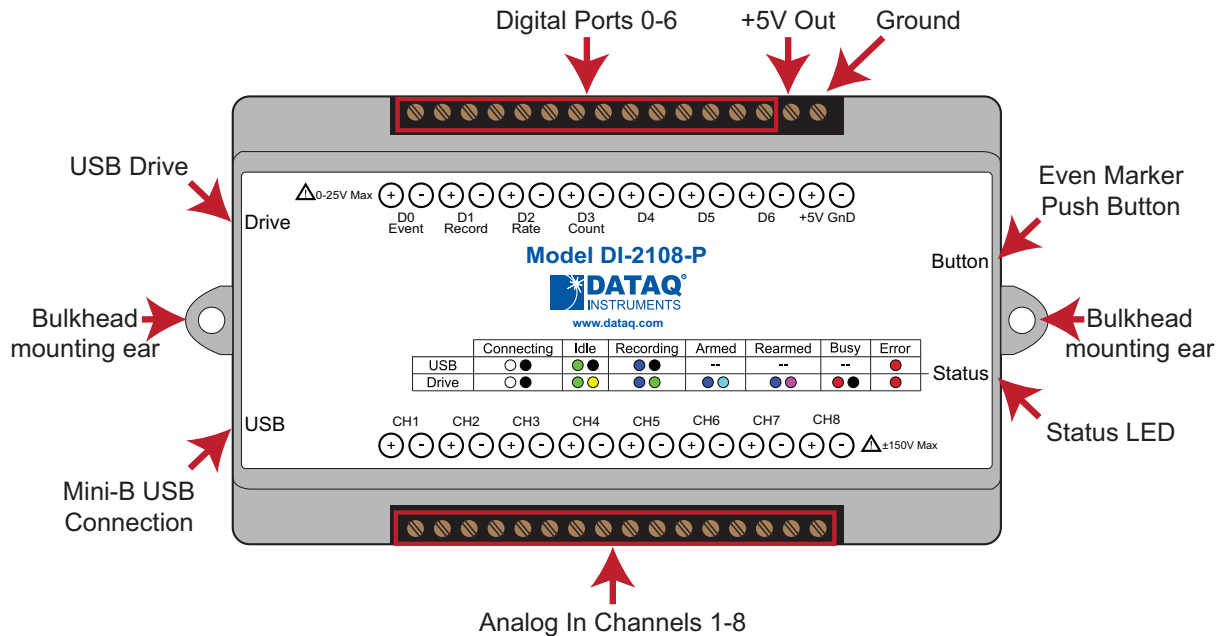 Digital Ports 0-6
+5V Out
Ground
USB Drive
Even Marker
Push Button
Bulkhead
mounting ear
Bulkhead
mounting ear
Mini-B USB
Connection
Status LED
Drive
⚠0-25V Max
+ - + - + - + - + - + - + - + -
D0 D1 D2 D3 D4 D5 D6 +5V GnD
Event Record Rate Count
Model DI-2108-P
DATAQ®
INSTRUMENTS
www.dataq.com
Button
Connecting Idle Recording Armed Rearmed Busy Error
USB -- -- --
Drive
Status
USB
CH1 CH2 CH3 CH4 CH5 CH6 CH7 CH8
+ - + - + - + - + - + - + - + -
⚠±150V Max
Analog In Channels 1-8